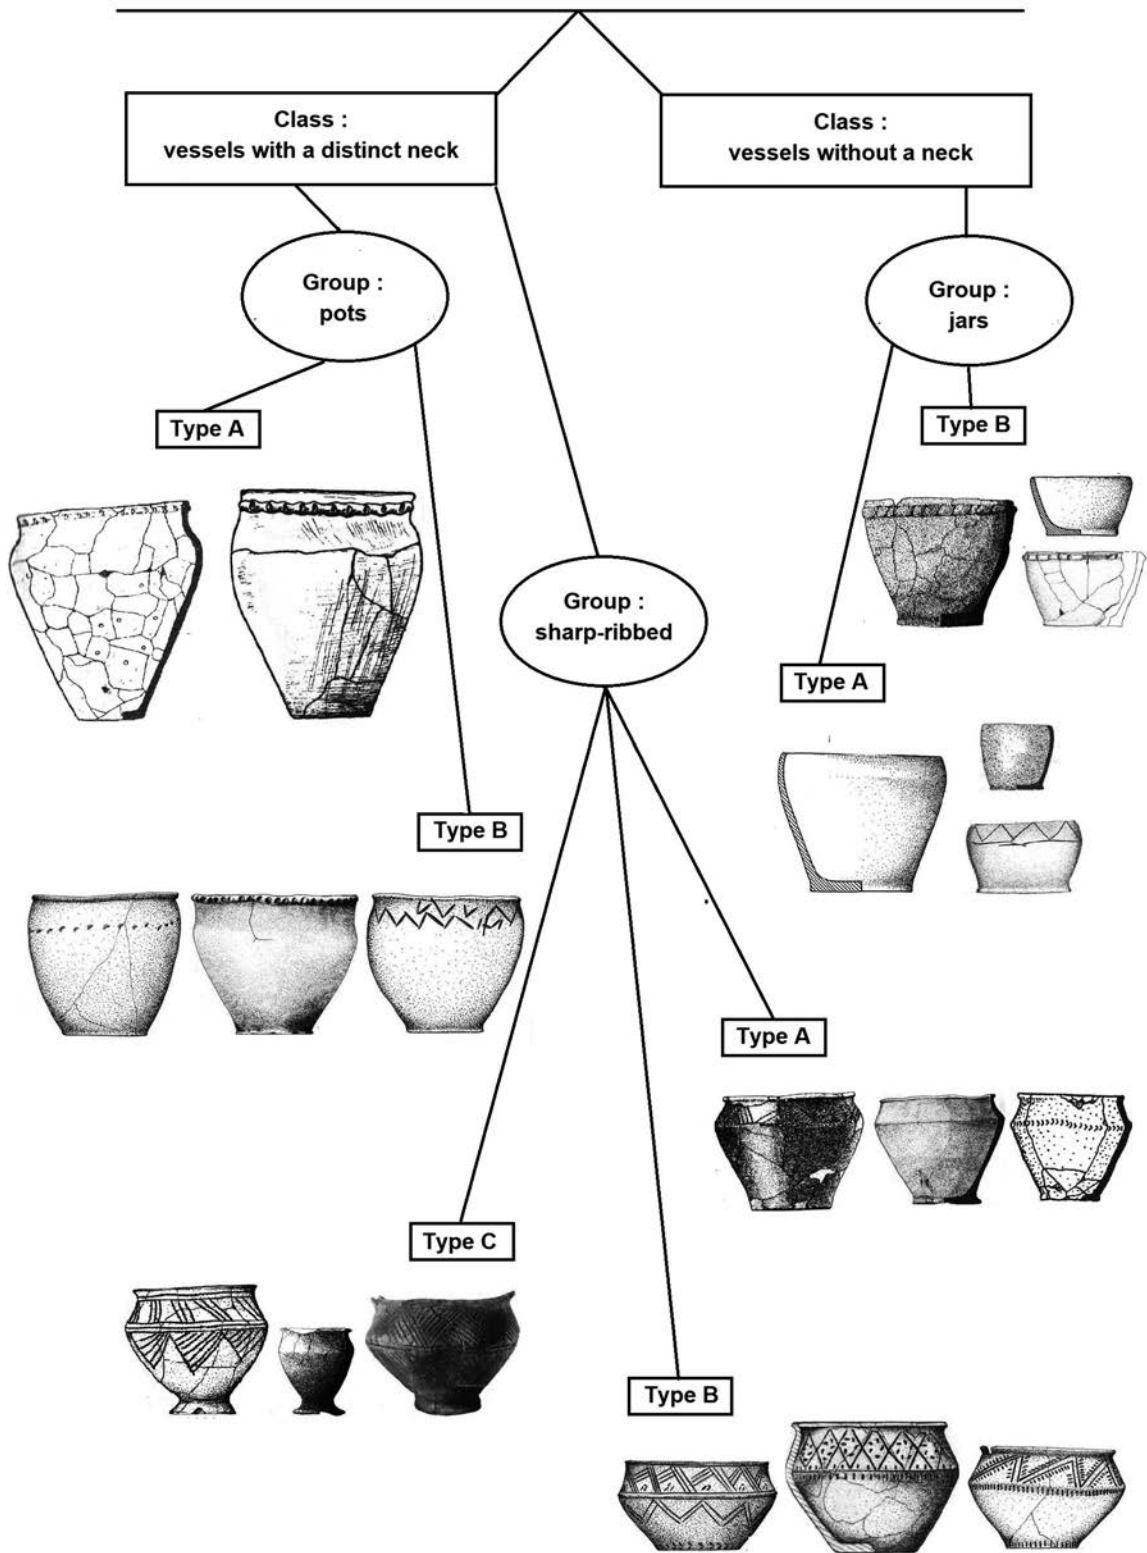 Class :
vessels with a distinct neck
Class :
vessels without a neck
Group :
pots
Group :
jars
Type A
Type B
Group :
sharp-ribbed
Type A
Type B
Type A
Type C
Type B